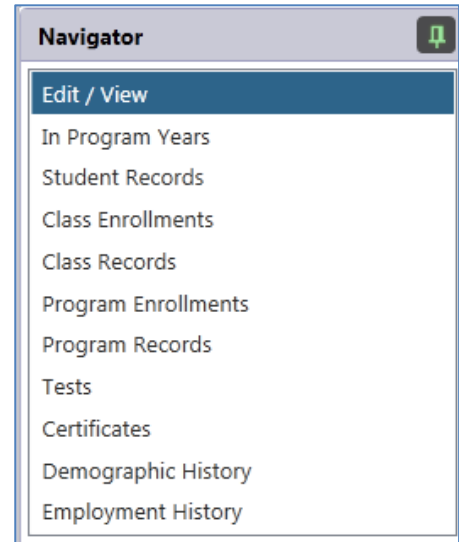 Navigator
Edit / View
In Program Years
Student Records
Class Enrollments
Class Records
Program Enrollments
Program Records
Tests
Certificates
Demographic History
Employment History